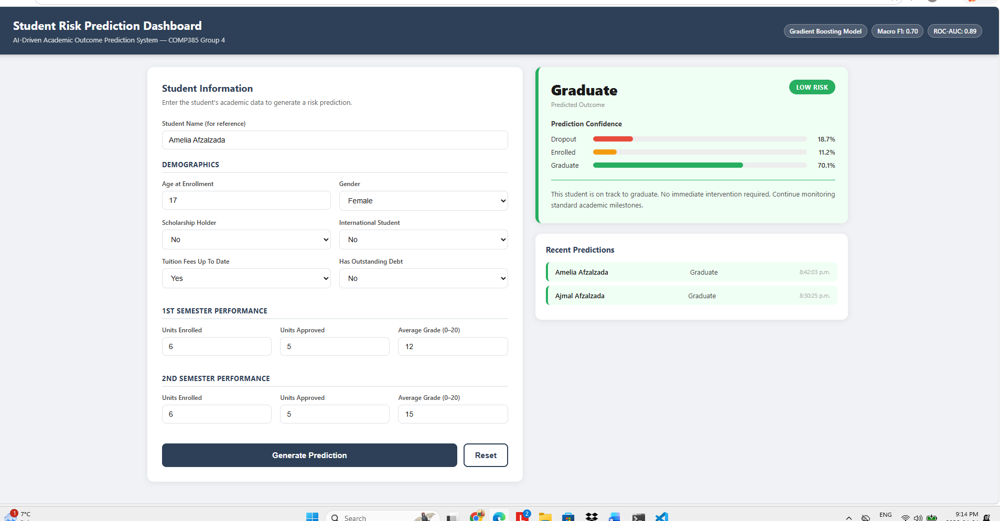 Student Risk Prediction Dashboard
AI-Driven Academic Outcome Prediction System — COMP385 Group 4
Gradient Boosting Model
Macro F1: 0.70
ROC-AUC: 0.89
Student Information
Enter the student's academic data to generate a risk prediction.
Student Name (for reference)
Amelia Afzalzada
DEMOGRAPHICS
Age at Enrollment
Gender
17
Female
Scholarship Holder
International Student
No
No
Tuition Fees Up To Date
Has Outstanding Debt
Yes
No
1ST SEMESTER PERFORMANCE
Units Enrolled
Units Approved
Average Grade (0–20)
6
5
12
2ND SEMESTER PERFORMANCE
Units Enrolled
Units Approved
Average Grade (0–20)
6
5
15
Generate Prediction
Reset
Graduate
LOW RISK
Predicted Outcome
Prediction Confidence
Dropout
18.7%
Enrolled
11.2%
Graduate
70.1%
This student is on track to graduate. No immediate intervention required. Continue monitoring
standard academic milestones.
Recent Predictions
Amelia Afzalzada
Graduate
8:42:03 p.m.
Ajmal Afzalzada
Graduate
8:30:25 p.m.
1
7°C
Search
2
ENG
9:14 PM